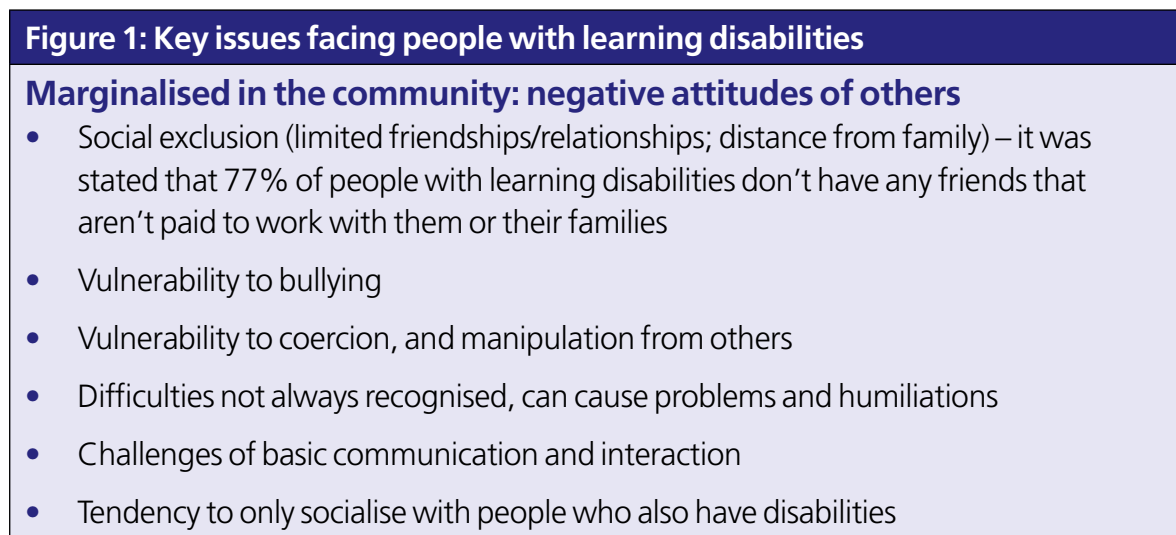 Figure 1: Key issues facing people with learning disabilities
Marginalised in the community: negative attitudes of others
• Social exclusion (limited friendships/relationships; distance from family) – it was
stated that 77% of people with learning disabilities don’t have any friends that
aren’t paid to work with them or their families
• Vulnerability to bullying
• Vulnerability to coercion, and manipulation from others
• Difficulties not always recognised, can cause problems and humiliations
• Challenges of basic communication and interaction
• Tendency to only socialise with people who also have disabilities